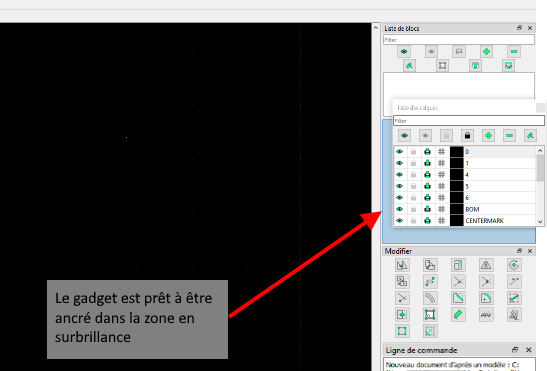 Liste de blocs
Filter
Liste des calques
Filter
0
1
4
5
6
BOM
CENTERMARK
Modifier
Le gadget est prêt à être
ancré dans la zone en
surbrillance
Ligne de commande
Nouveau document d'après un modèle : C: